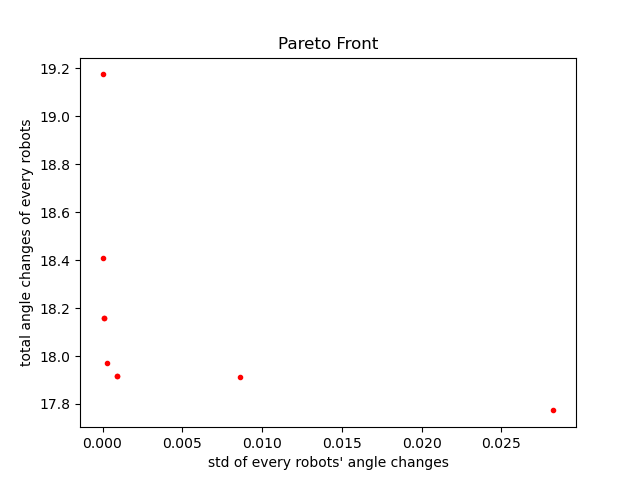 Pareto Front
total angle changes of every robots
19.2
19.0
18.8
18.6
18.4
18.2
18.0
17.8
0.000 0.005 0.010 0.015 0.020 0.025
std of every robots' angle changes